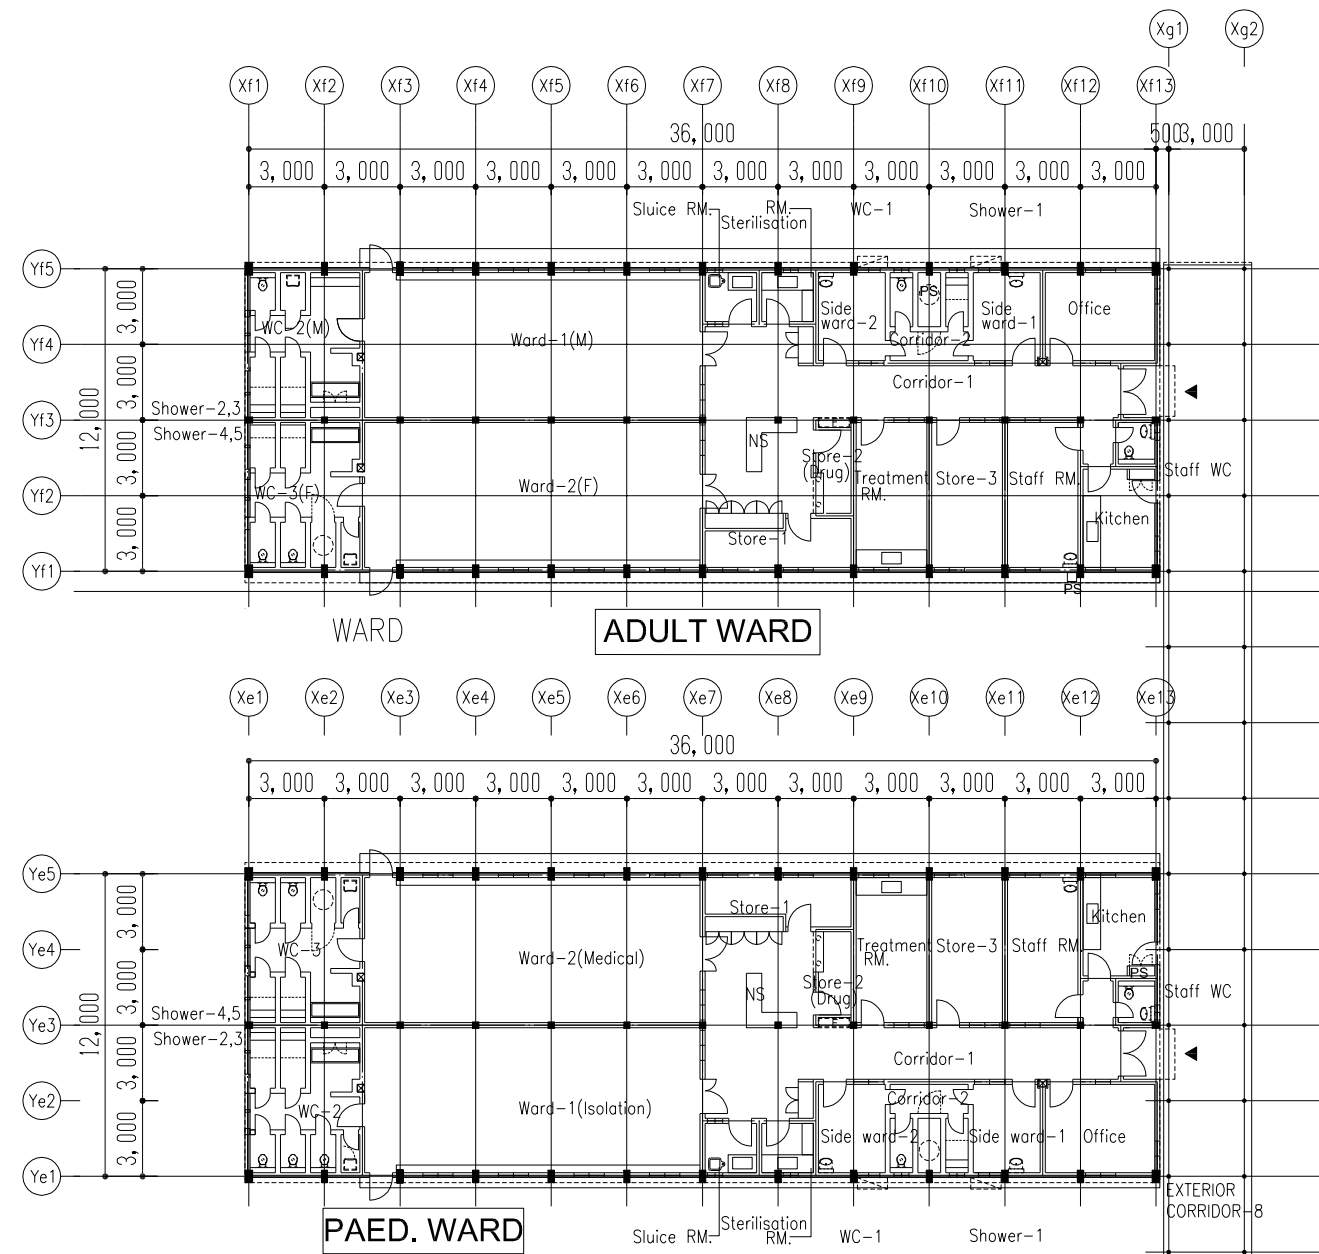 Xg1 Xg2
Xf1 Xf2 Xf3 Xf4 Xf5 Xf6 Xf7 Xf8 Xf9 Xf10 Xf11 Xf12 Xf13
36,000 500 3,000
3,000 3,000 3,000 3,000 3,000 3,000 3,000 3,000 3,000 3,000 3,000 3,000
Sluice RM. RM. WC-1 Shower-1
Sterilisation
Yf5
3,000
PS
Side Side Office
ward-2 ward-1
WC-2(M)
Yf4 Ward-1(M) Corridor-2
3,000
Corridor-1
Shower-2,3
Yf3
12,000
Shower-4,5
3,000
NS
Store-2
(Drug) Treatment Store-3 Staff RM. Staff WC
RM.
WC-3(F) Ward-2(F)
Yf2
Kitchen
3,000
Store-1
Yf1
PS
WARD ADULT WARD
Xe1 Xe2 Xe3 Xe4 Xe5 Xe6 Xe7 Xe8 Xe9 Xe10 Xe11 Xe12 Xe13
36,000
3,000 3,000 3,000 3,000 3,000 3,000 3,000 3,000 3,000 3,000 3,000 3,000
Ye5
3,000
Store-1 Kitchen
Treatment Store-3 Staff RM.
RM.
Ye4 WC-3 Ward-2(Medical)
PS
Store-2
(Drug)
NS Staff WC
3,000
Shower-4,5
Ye3
12,000
Shower-2,3
Corridor-1
3,000
Ye2 Corridor-2
WC-2 Ward-1(Isolation)
3,000
Side ward-2 Side ward-1 Office
Ye1
EXTERIOR
CORRIDOR-8
PAED. WARD
Sterilisation
Sluice RM. RM. WC-1 Shower-1